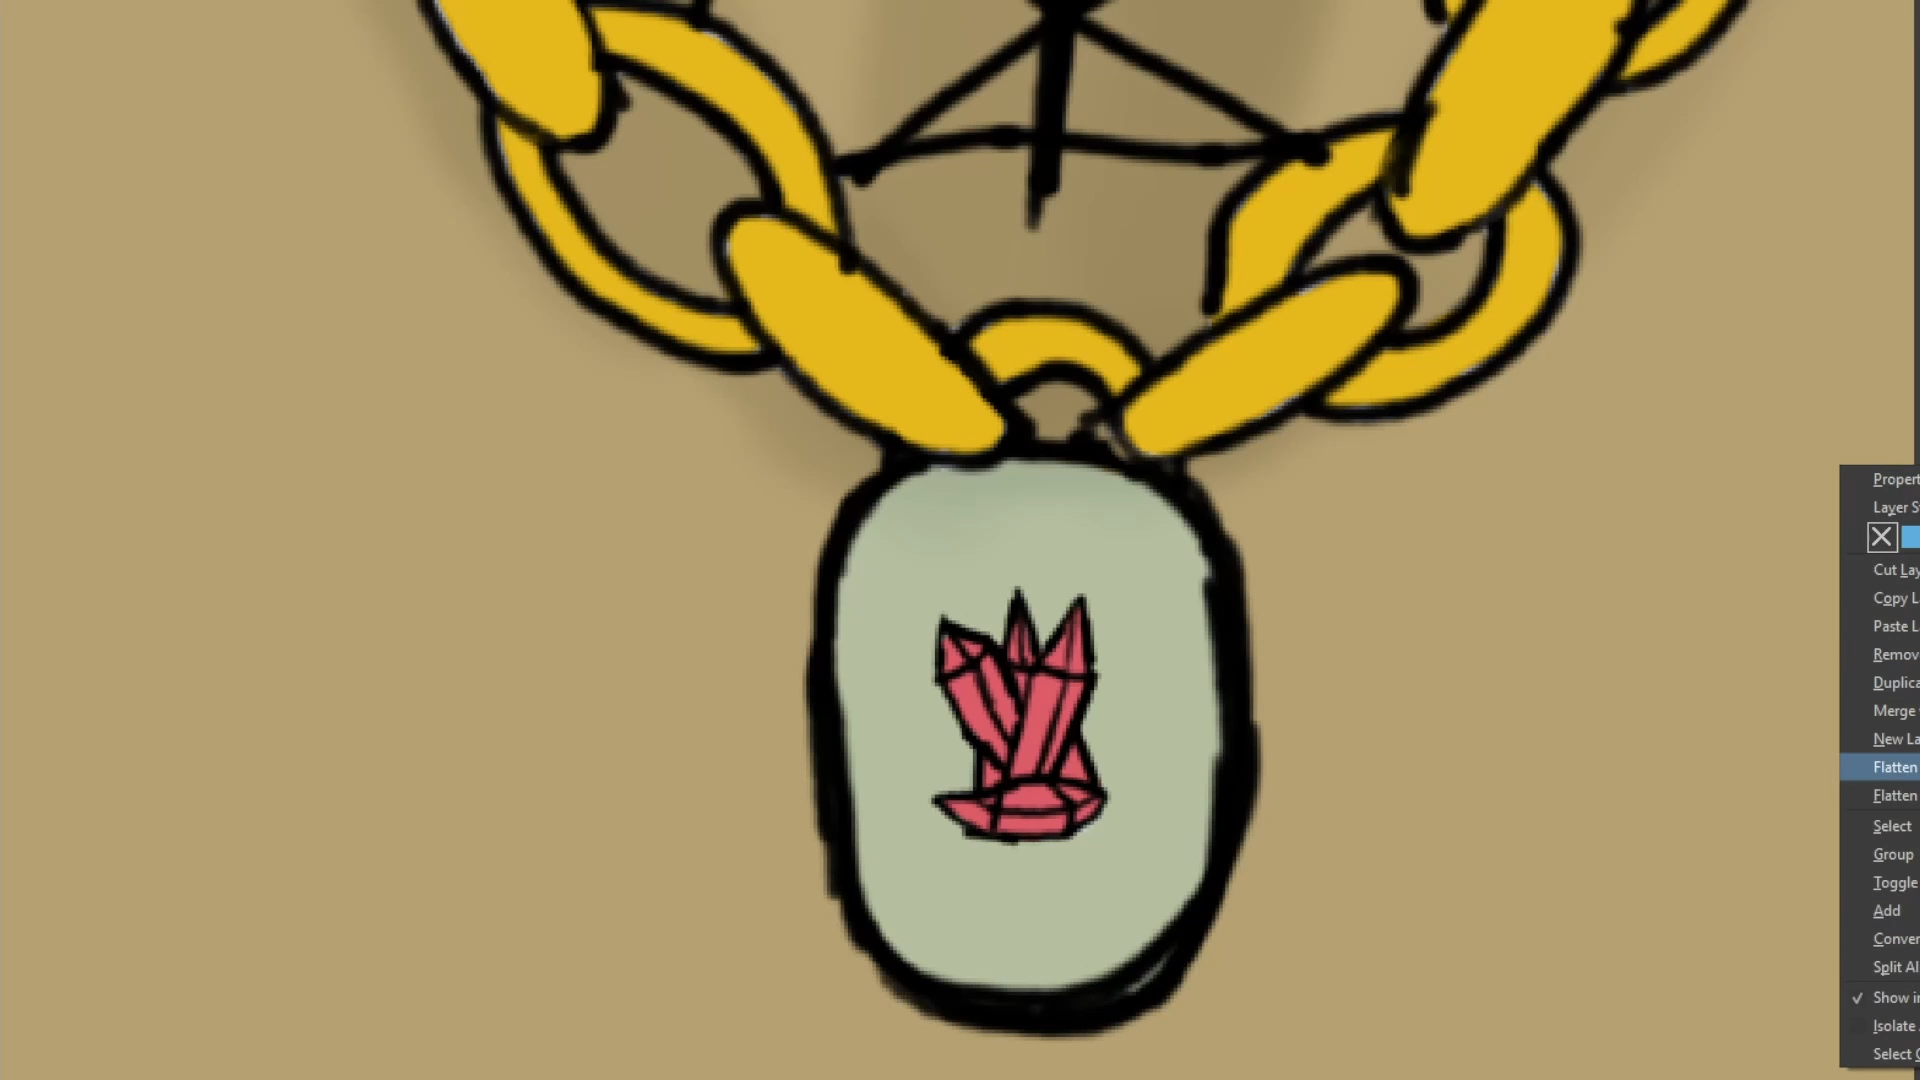 Propert
Layer S
Cut Lay
Copy L
Paste L
Remov
Duplica
Merge
New La
Flatten
Flatten
Select
Group
Toggle
Add
Conver
Split Al
Show in
Isolate
Select